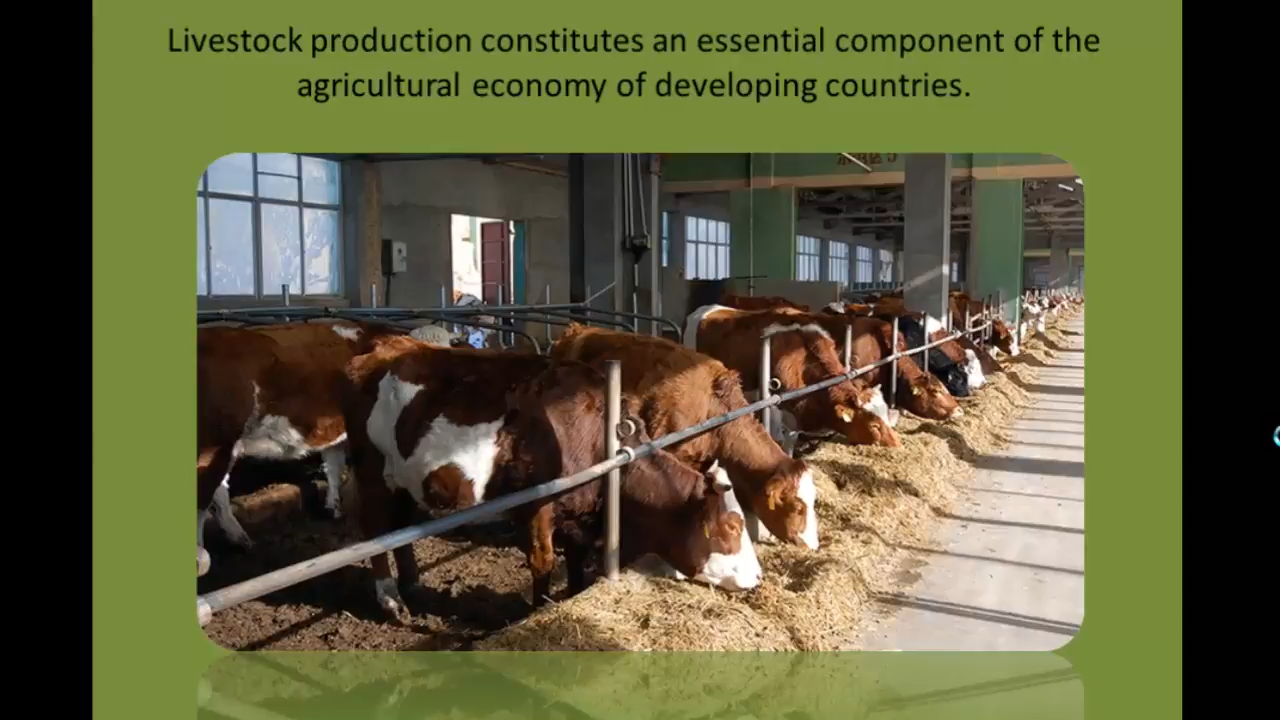 Livestock production constitutes an essential component of the
agricultural economy of developing countries.